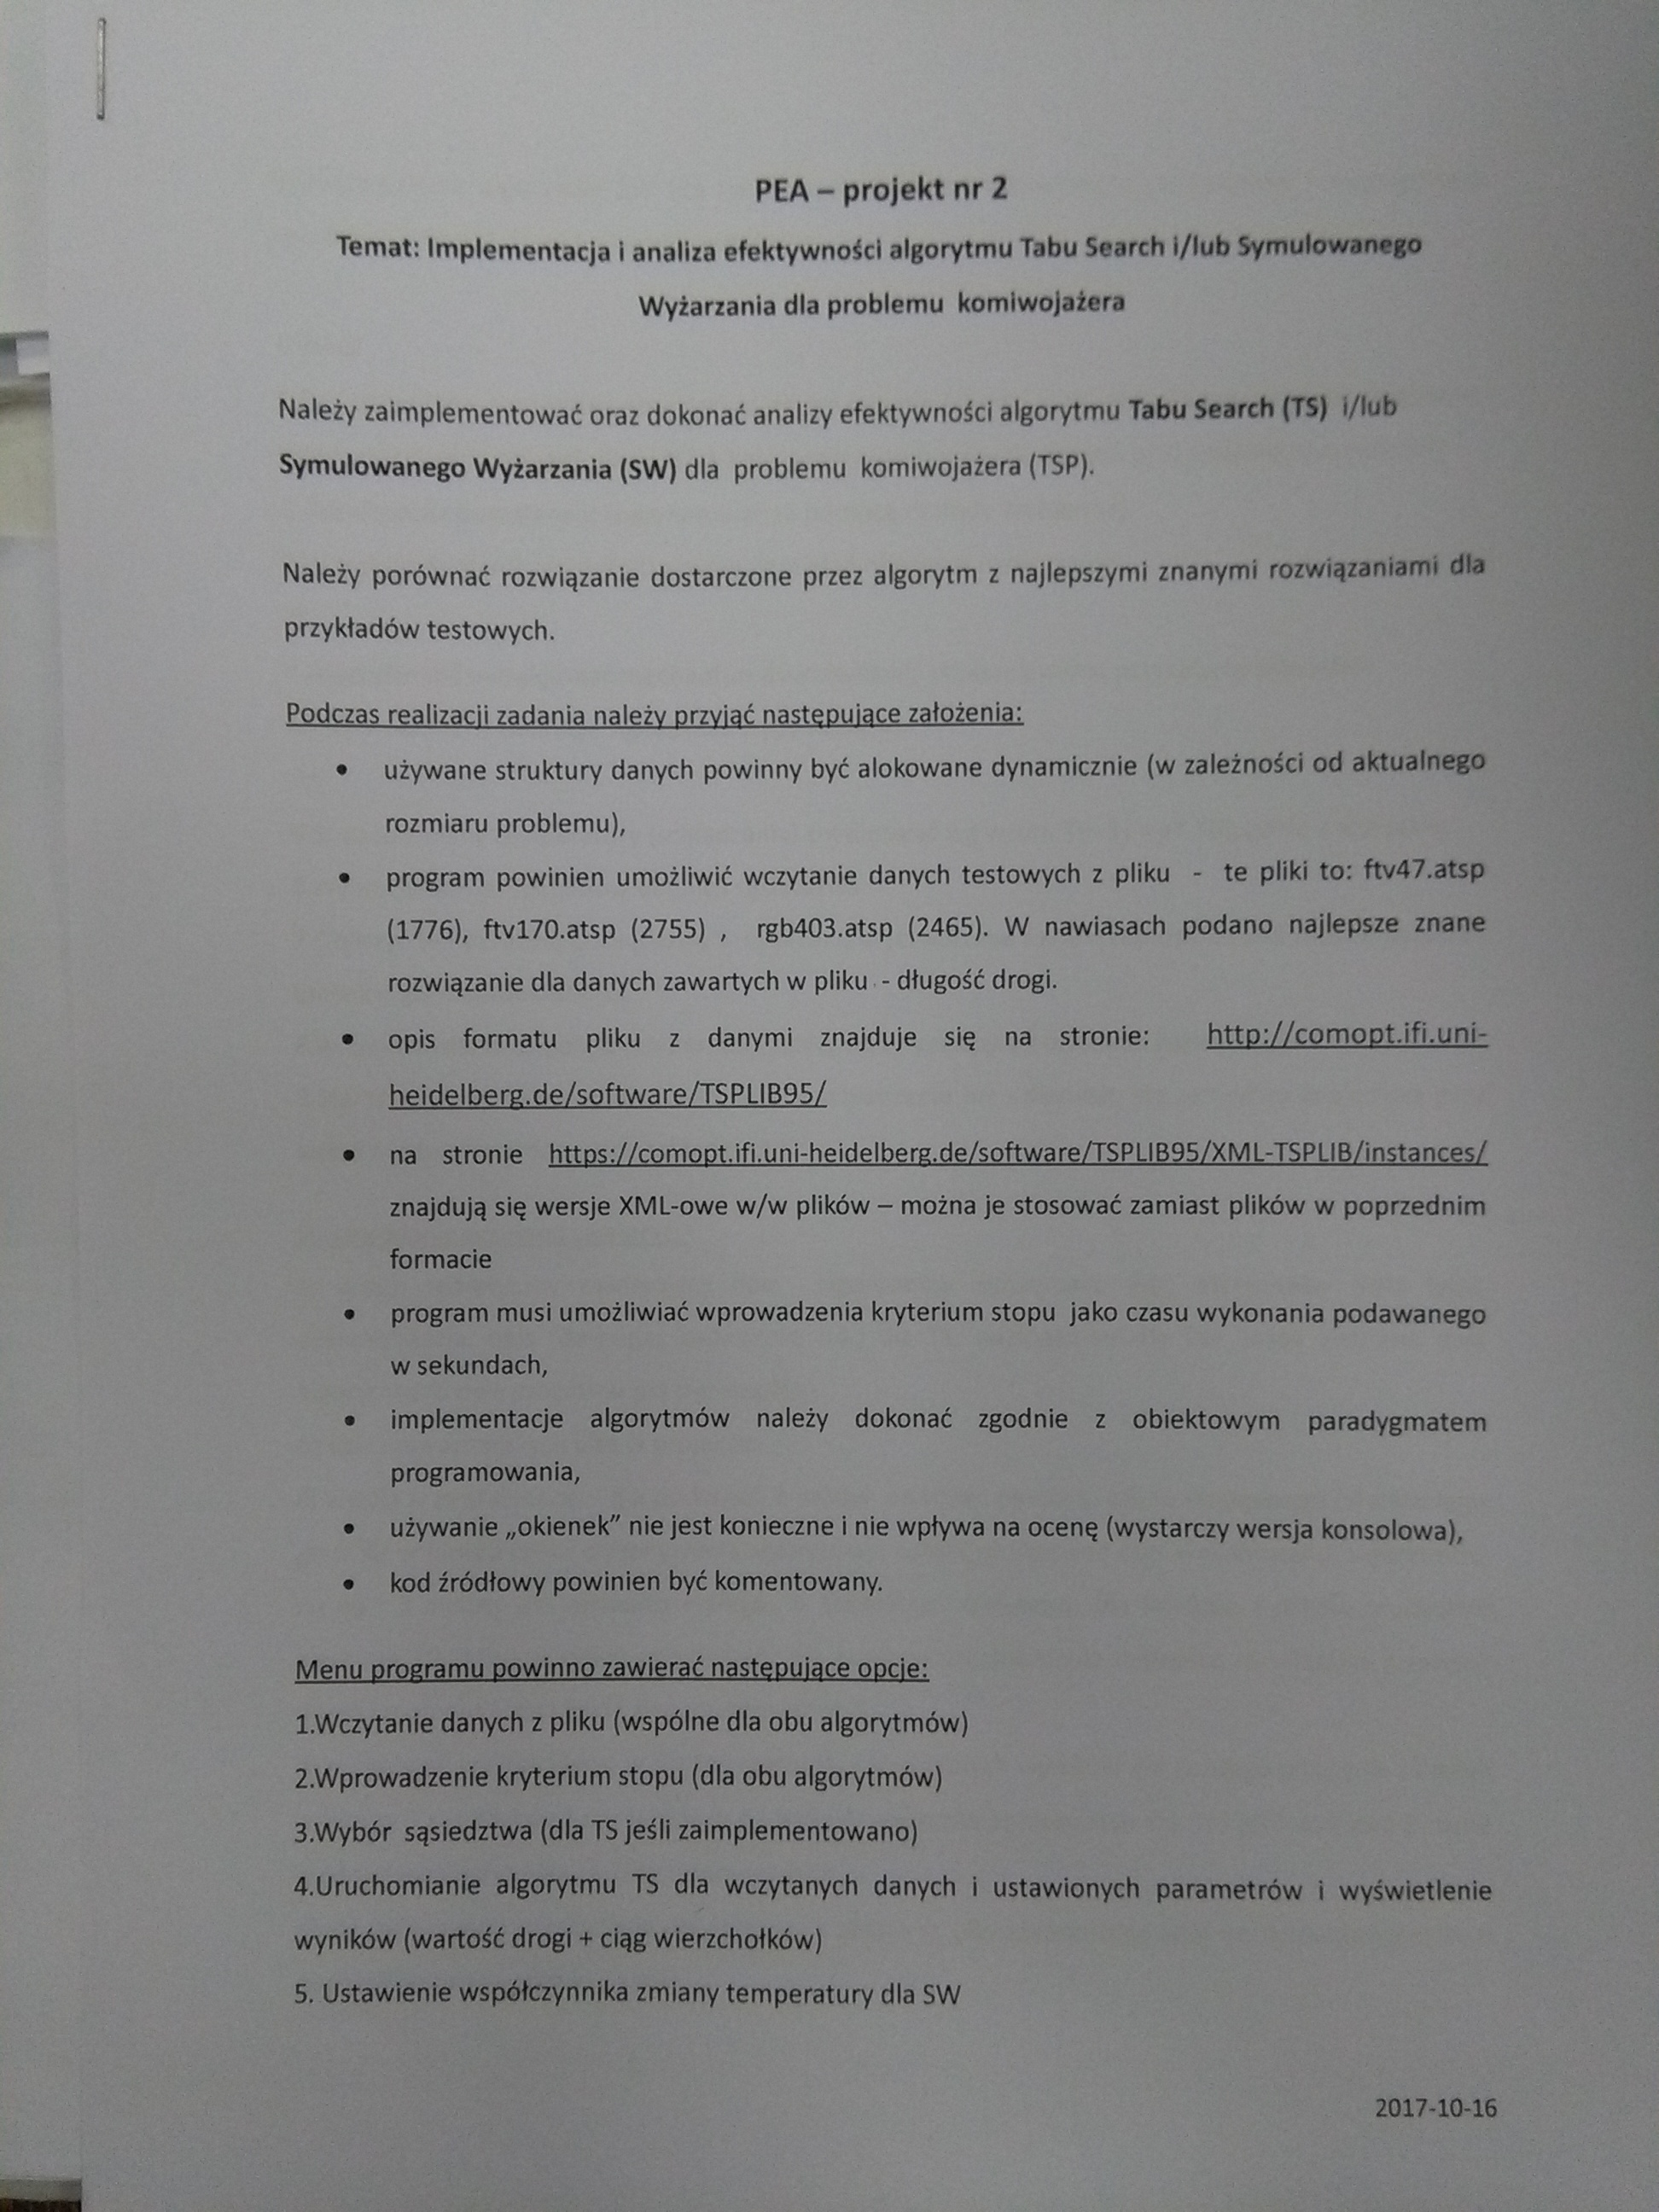 PEA – projekt nr 2
Temat: Implementacja i analiza efektywności algorytmu Tabu Search i/lub Symulowanego
Wyżarzania dla problemu komiwojażera
Należy zaimplementować oraz dokonać analizy efektywności algorytmu Tabu Search (TS) i/lub
Symulowanego Wyżarzania (SW) dla problemu komiwojażera (TSP).
Należy porównać rozwiązanie dostarczone przez algorytm z najlepszymi znanymi rozwiązaniami dla
przykładów testowych.
Podczas realizacji zadania należy przyjąć następujące założenia:
• używane struktury danych powinny być alokowane dynamicznie (w zależności od aktualnego
rozmiaru problemu),
• program powinien umożliwić wczytanie danych testowych z pliku - te pliki to: ftv47.atsp
(1776), ftv170.atsp (2755) , rgb403.atsp (2465). W nawiasach podano najlepsze znane
rozwiązanie dla danych zawartych w pliku - długość drogi.
• opis formatu pliku z danymi znajduje się na stronie: http://comopt.ifi.uni-
heidelberg.de/software/TSPLIB95/
• na stronie https://comopt.ifi.uni-heidelberg.de/software/TSPLIB95/XML-TSPLIB/instances/
znajdują się wersje XML-owe w/w plików – można je stosować zamiast plików w poprzednim
formacie
• program musi umożliwiać wprowadzenia kryterium stopu jako czasu wykonania podawanego
w sekundach,
• implementacje algorytmów należy dokonać zgodnie z obiektowym paradygmatem
programowania,
• używanie „okienek” nie jest konieczne i nie wpływa na ocenę (wystarczy wersja konsolowa),
• kod źródłowy powinien być komentowany.
Menu programu powinno zawierać następujące opcje:
1.Wczytanie danych z pliku (wspólne dla obu algorytmów)
2.Wprowadzenie kryterium stopu (dla obu algorytmów)
3.Wybór sąsiedztwa (dla TS jeśli zaimplementowano)
4.Uruchomianie algorytmu TS dla wczytanych danych i ustawionych parametrów i wyświetlenie
wyników (wartość drogi + ciąg wierzchołków)
5. Ustawienie współczynnika zmiany temperatury dla SW
2017-10-16